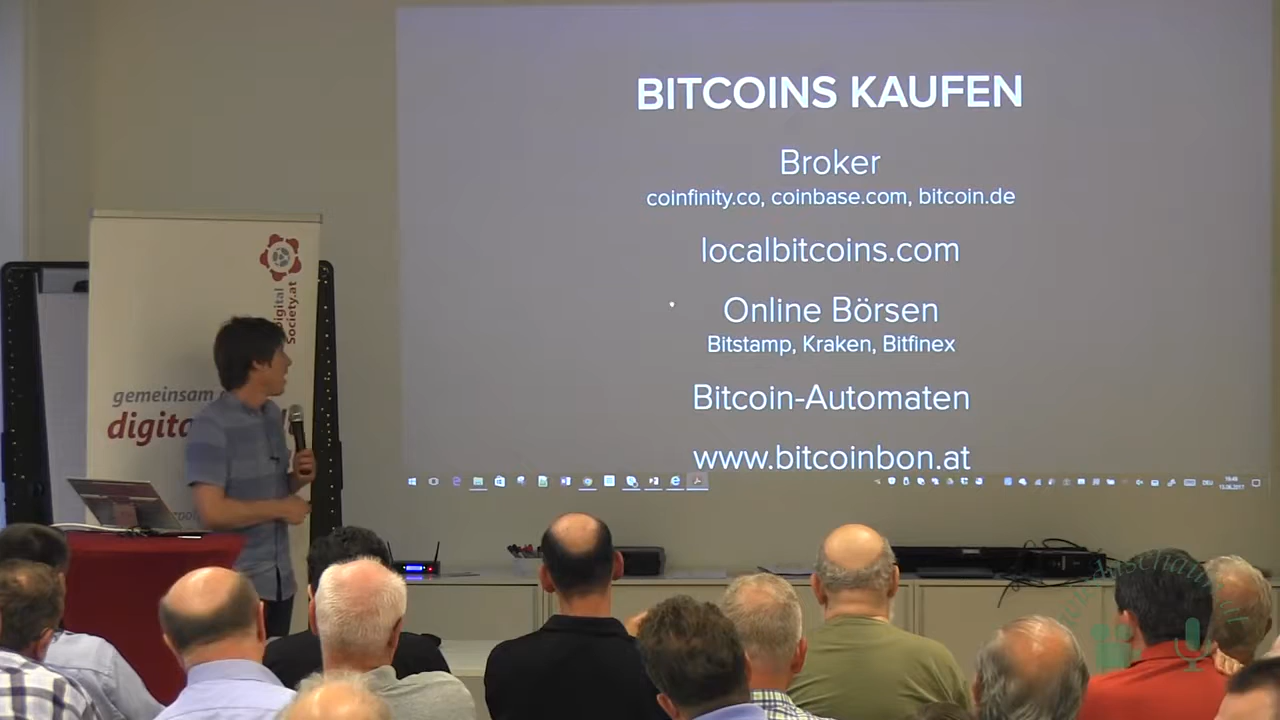 BITCOINS KAUFEN
Broker
coinfinity.co, coinbase.com, bitcoin.de
localbitcoins.com
Online Börsen
Bitstamp, Kraken, Bitfinex
Bitcoin-Automaten
www.bitcoinbon.at
Society.at
gemeinsam